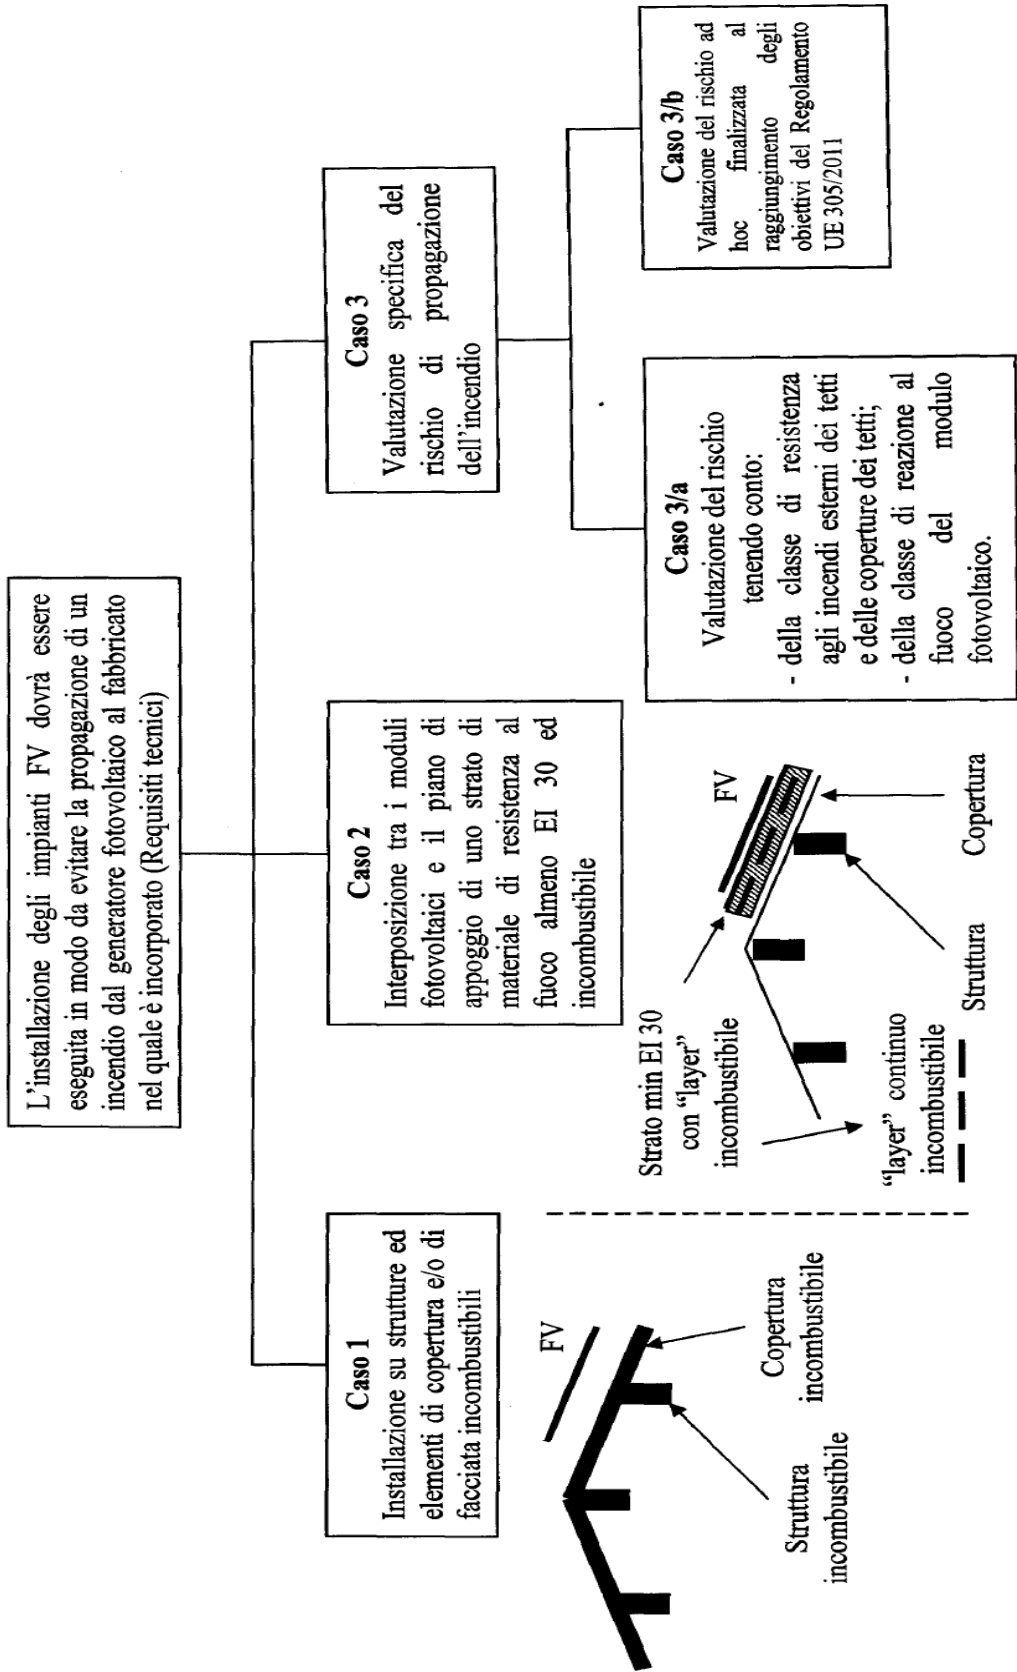 L'installazione degli impianti FV dovrà essere
eseguita in modo da evitare la propagazione di un
incendio dal generatore fotovoltaico al fabbricato
nel quale è incorporato (Requisiti tecnici)
Caso 1
Installazione su strutture ed
elementi di copertura e/o di
facciata incombustibili
FV
Struttura
incombustibile
Copertura
incombustibile
Caso 2
Interposizione tra i moduli
fotovoltaici e il piano di
appoggio di uno strato di
materiale di resistenza al
fuoco almeno EI 30 ed
incombustibile
Strato min EI 30
con “layer”
incombustibile
FV
“layer” continuo
incombustibile
Struttura
Copertura
Caso 3
Valutazione specifica del
rischio di propagazione
dell'incendio
Caso 3/a
Valutazione del rischio
tenendo conto:
- della classe di resistenza
agli incendi esterni dei tetti
e delle coperture dei tetti;
- della classe di reazione al
fuoco del modulo
fotovoltaico.
Caso 3/b
Valutazione del rischio ad
hoc finalizzata al
raggiungimento degli
obiettivi del Regolamento
UE 305/2011